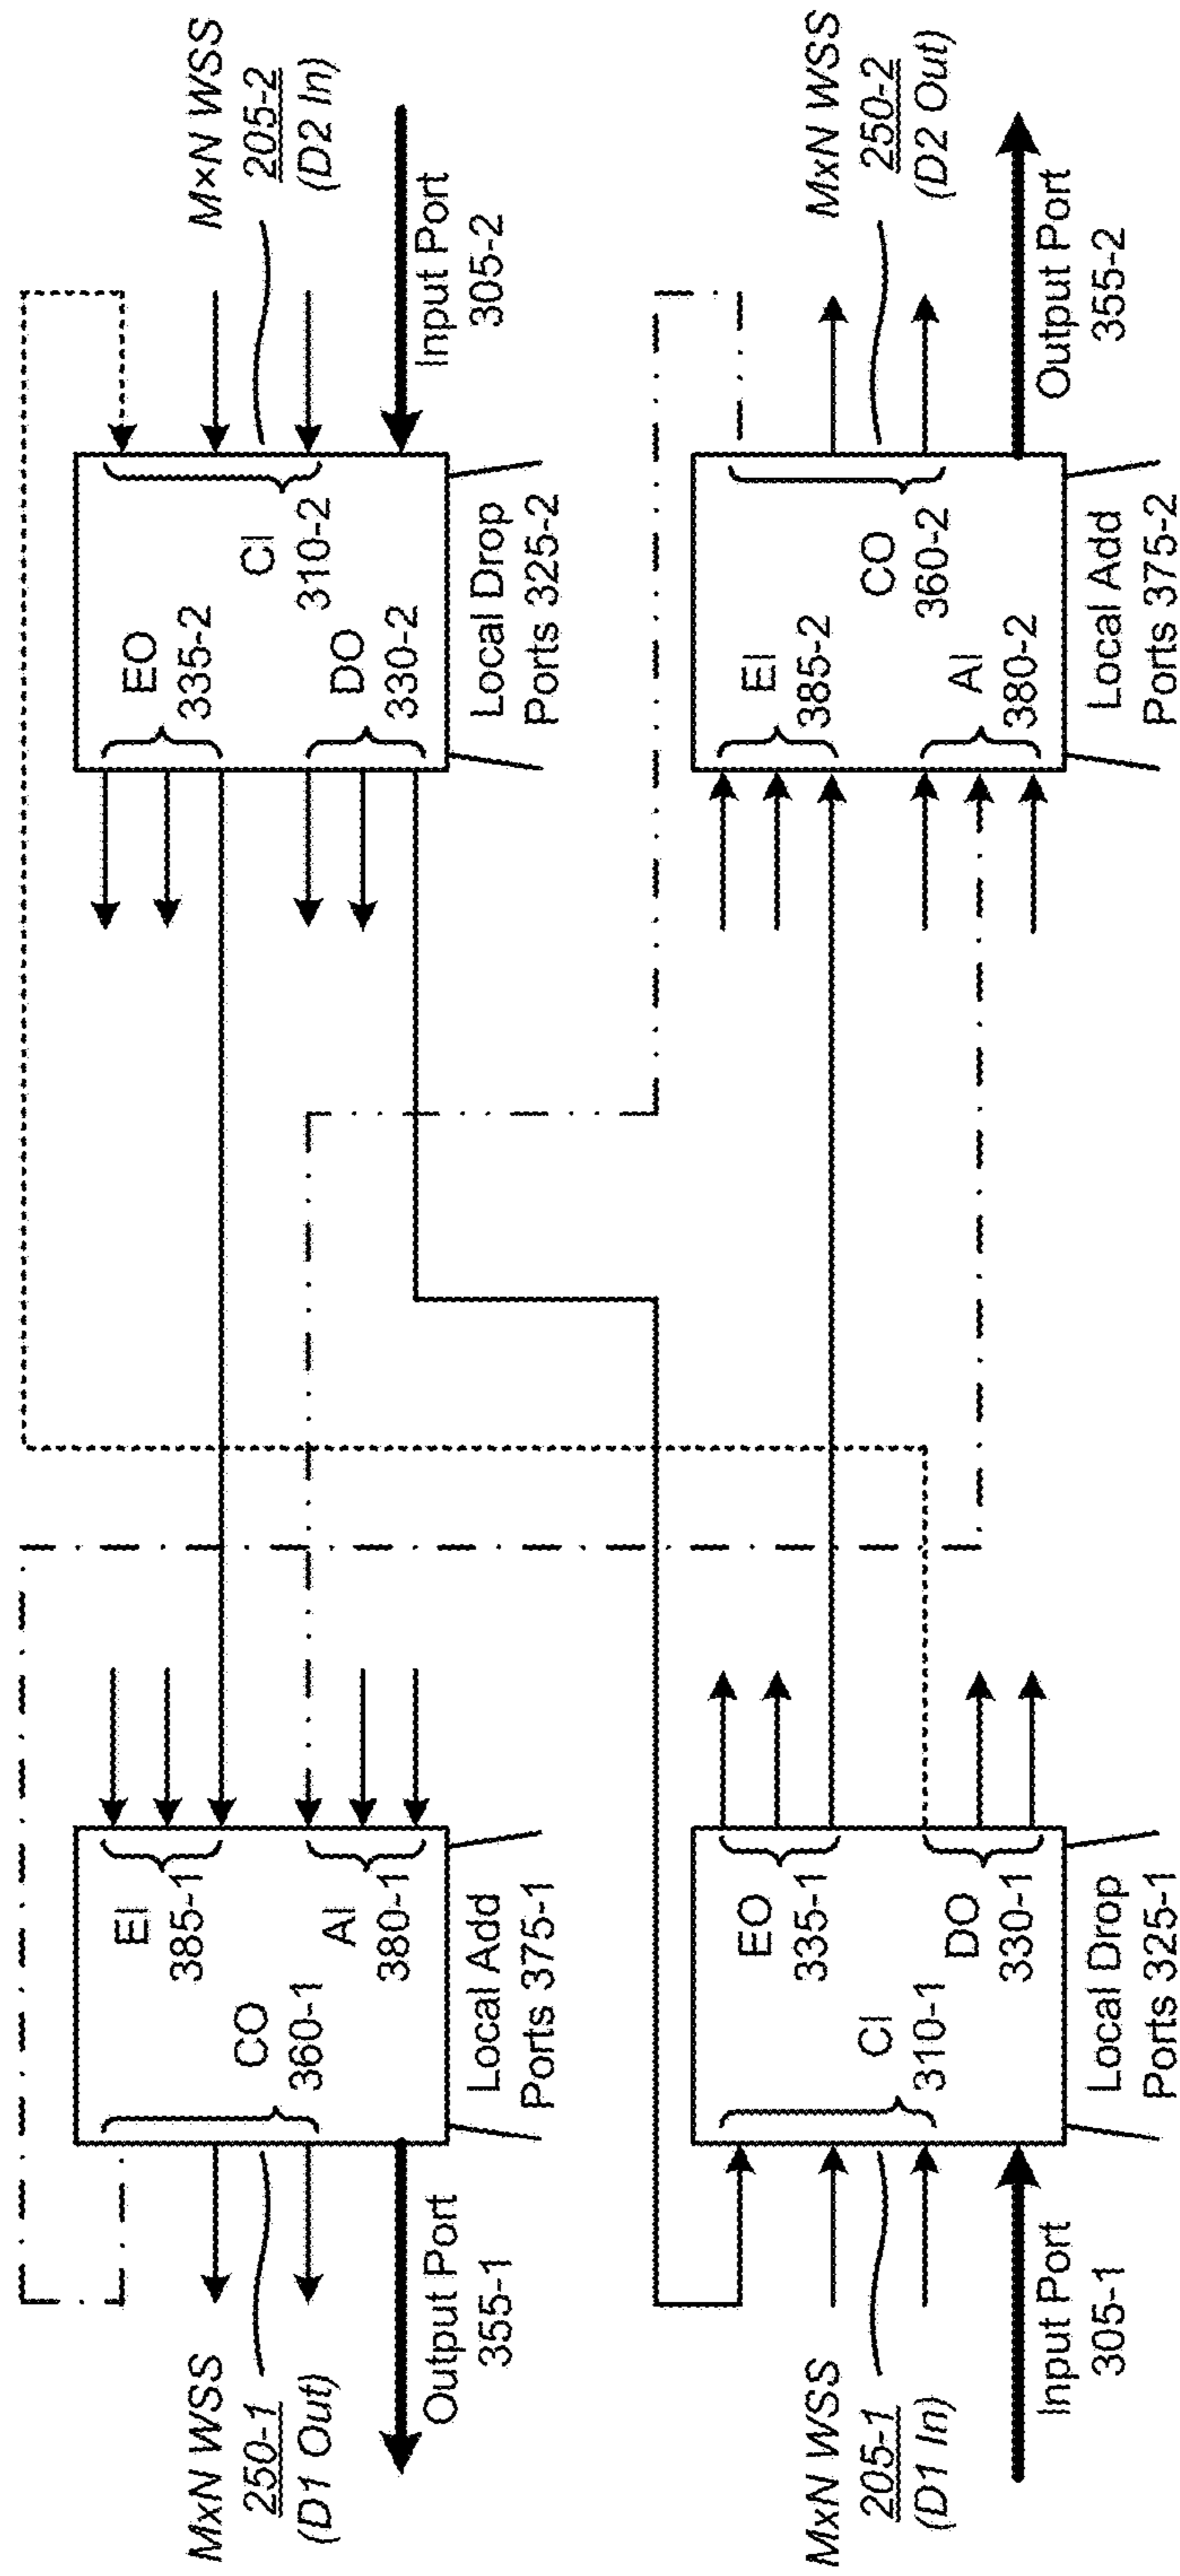 MxN WSS
250-1
(D1 Out)
Output Port
355-1
CO
360-1
EI
385-1
AI
380-1
Local Add
Ports 375-1
EO
335-2
DO
330-2
CI
310-2
Local Drop
Ports 325-2
M×N WSS
205-2
(D2 In)
Input Port
305-2
MxN WSS
205-1
(D1 In)
Input Port
305-1
CI
310-1
EO
335-1
DO
330-1
Local Drop
Ports 325-1
EI
385-2
AI
380-2
CO
360-2
Local Add
Ports 375-2
MxN WSS
250-2
(D2 Out)
Output Port
355-2